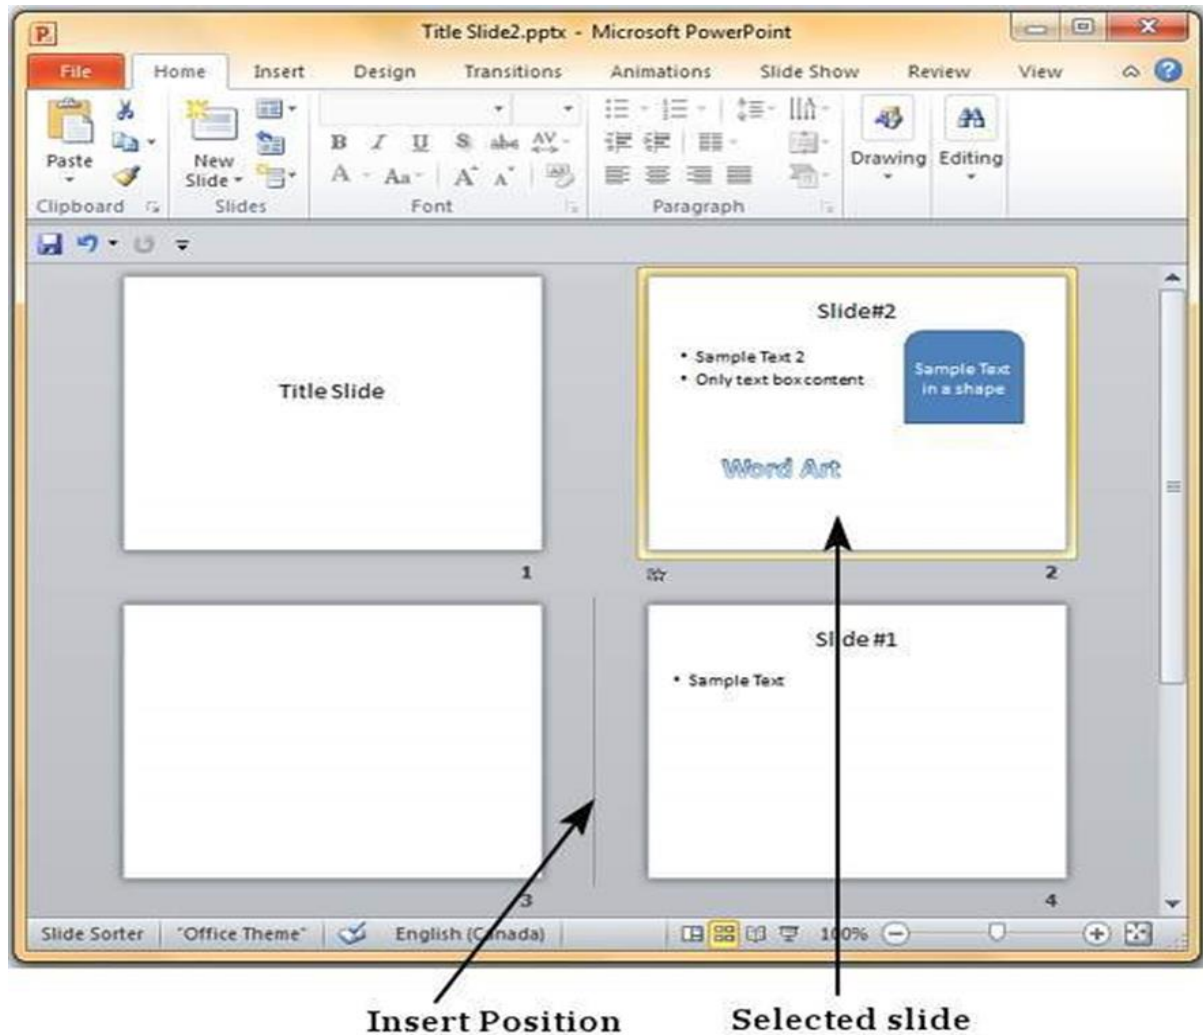 Title Slide2.pptx - Microsoft PowerPoint
File Home Insert Design Transitions Animations Slide Show Review View
Paste
New Slide
Drawing Editing
B I U S abc AV
A Aa A A
Clipboard Slides Font Paragraph
Title Slide
1
Slide#2
• Sample Text 2
• Only text box content
Sample Text
in a shape
Word Art
2
3
Slide #1
• Sample Text
4
Slide Sorter "Office Theme" English (Canada) 100%
Insert Position Selected slide